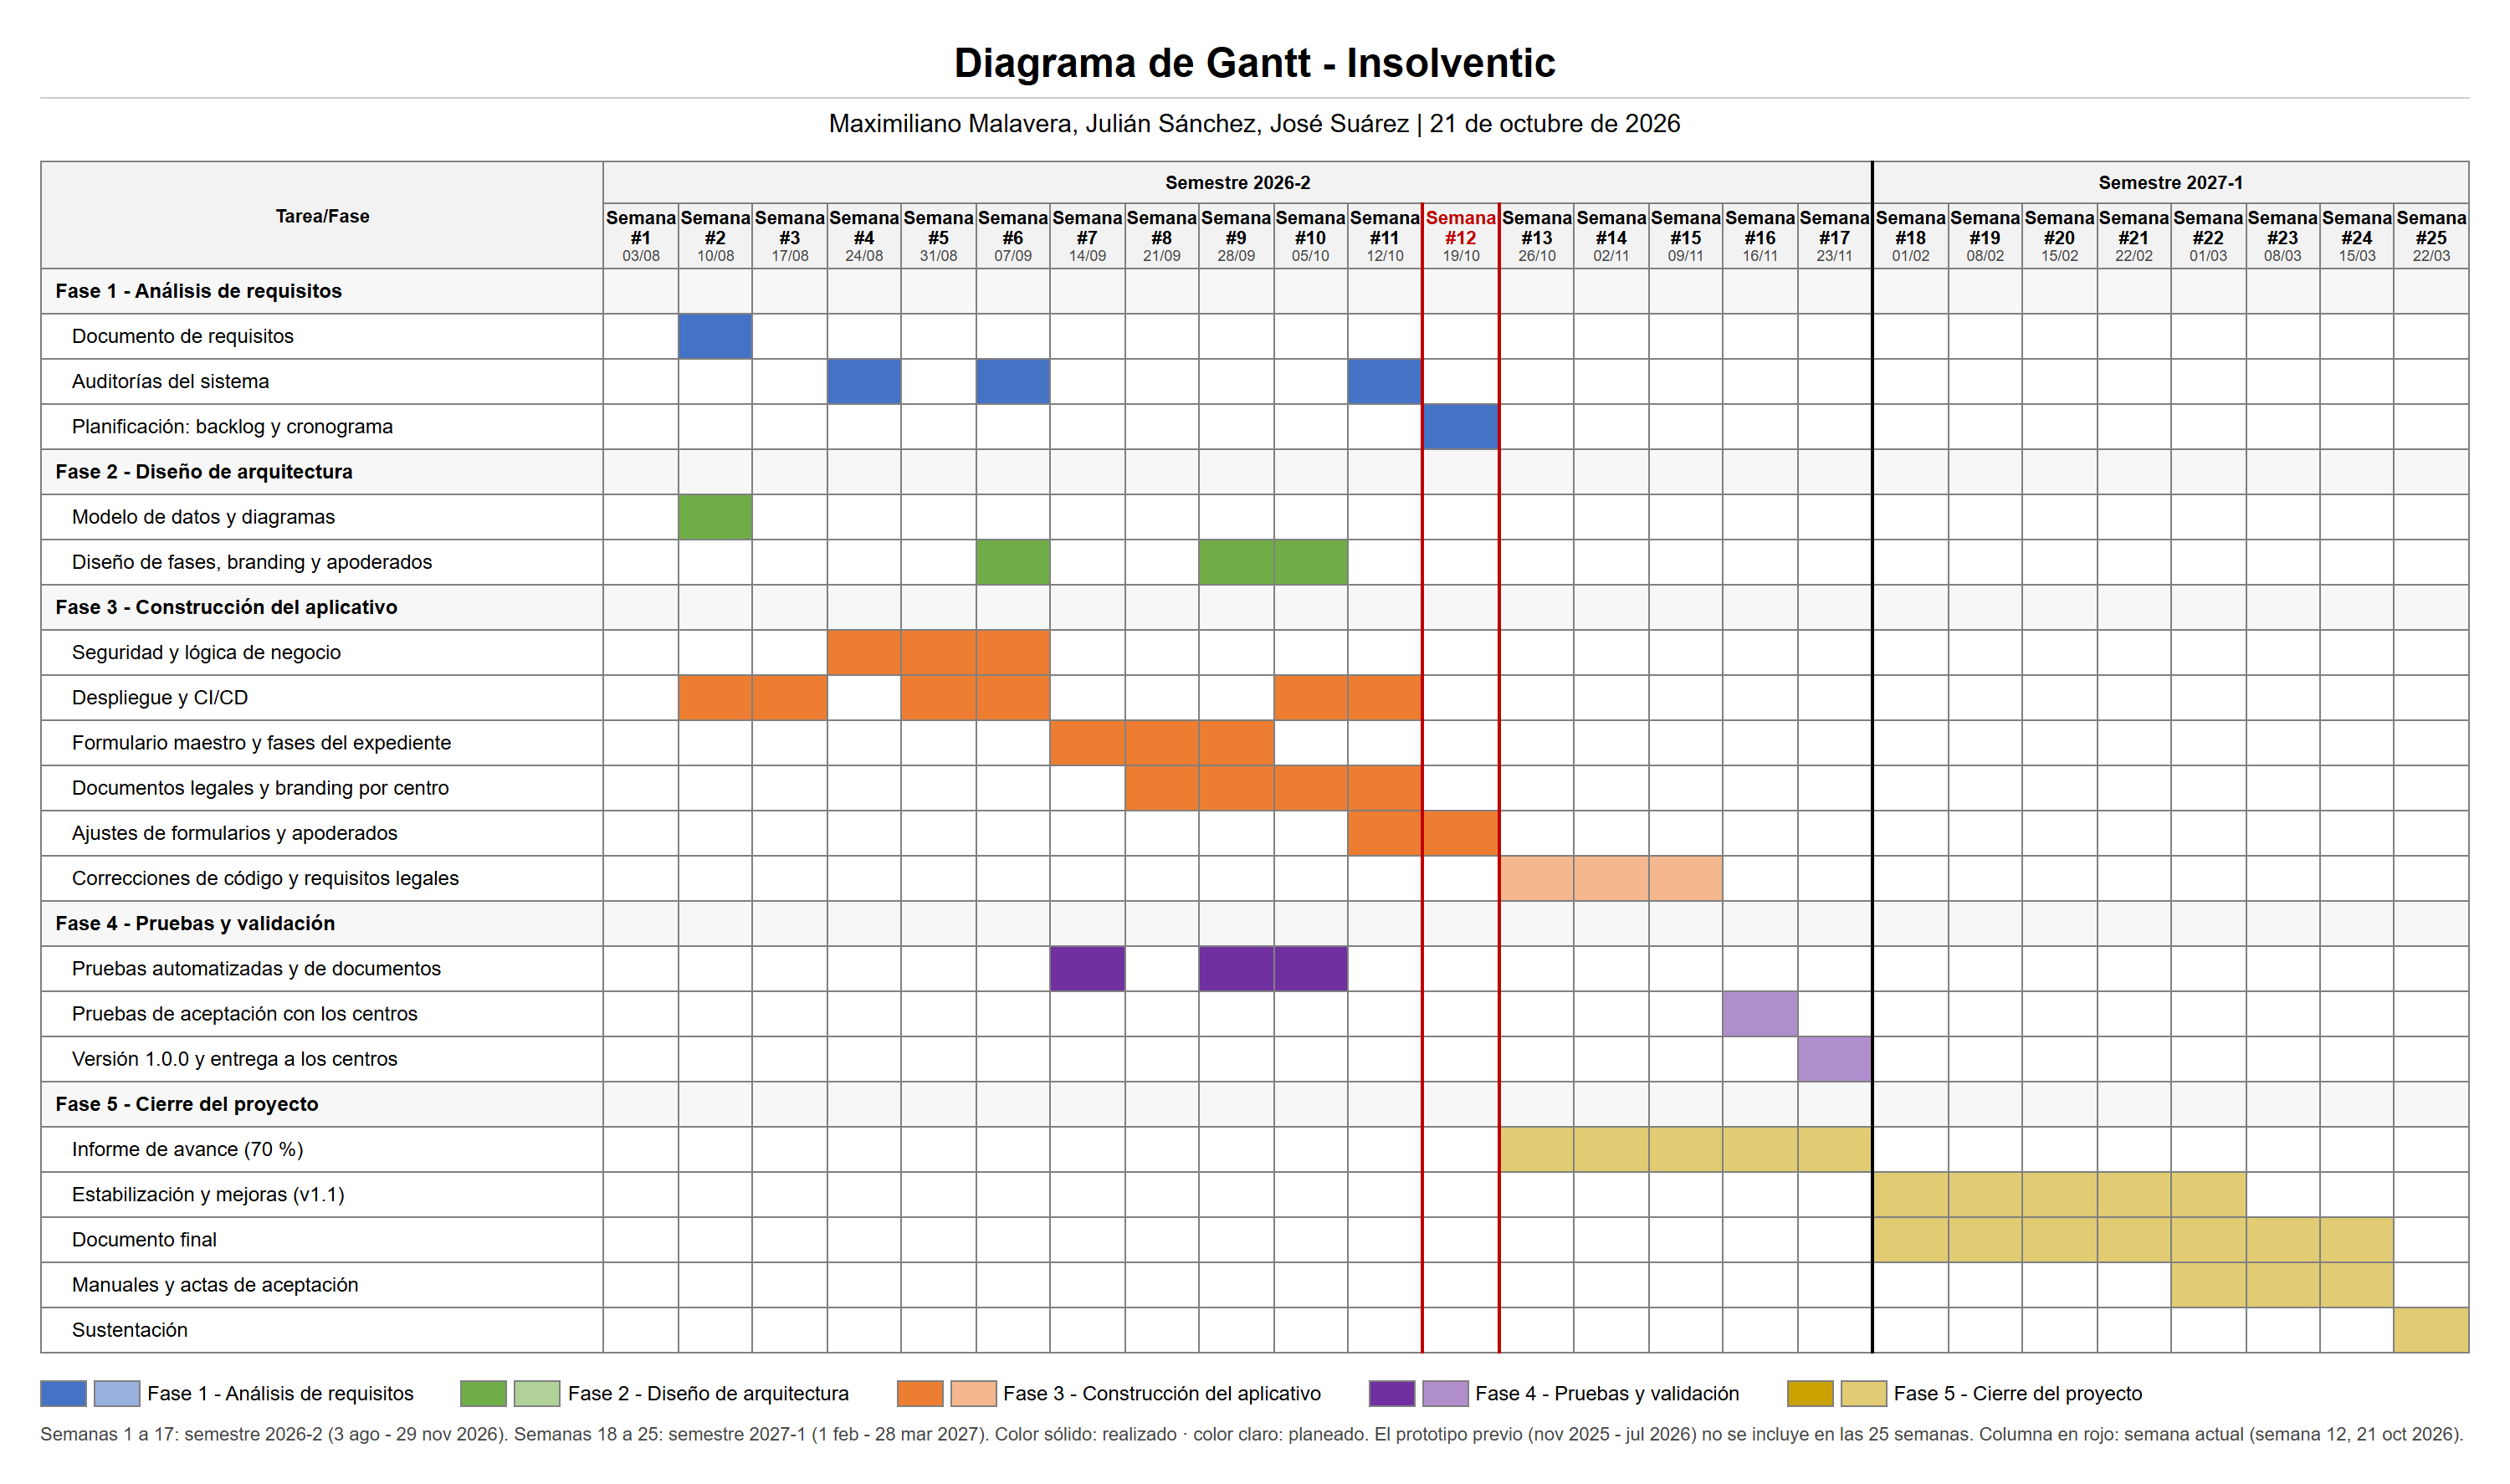 Diagrama de Gantt - Insolventic
Maximiliano Malavera, Julián Sánchez, José Suárez | 21 de octubre de 2026
Tarea/Fase
Semestre 2026-2
Semestre 2027-1
Semana #1 03/08
Semana #2 10/08
Semana #3 17/08
Semana #4 24/08
Semana #5 31/08
Semana #6 07/09
Semana #7 14/09
Semana #8 21/09
Semana #9 28/09
Semana #10 05/10
Semana #11 12/10
Semana #12 19/10
Semana #13 26/10
Semana #14 02/11
Semana #15 09/11
Semana #16 16/11
Semana #17 23/11
Semana #18 01/02
Semana #19 08/02
Semana #20 15/02
Semana #21 22/02
Semana #22 01/03
Semana #23 08/03
Semana #24 15/03
Semana #25 22/03
Fase 1 - Análisis de requisitos
Documento de requisitos
Auditorías del sistema
Planificación: backlog y cronograma
Fase 2 - Diseño de arquitectura
Modelo de datos y diagramas
Diseño de fases, branding y apoderados
Fase 3 - Construcción del aplicativo
Seguridad y lógica de negocio
Despliegue y CI/CD
Formulario maestro y fases del expediente
Documentos legales y branding por centro
Ajustes de formularios y apoderados
Correcciones de código y requisitos legales
Fase 4 - Pruebas y validación
Pruebas automatizadas y de documentos
Pruebas de aceptación con los centros
Versión 1.0.0 y entrega a los centros
Fase 5 - Cierre del proyecto
Informe de avance (70 %)
Estabilización y mejoras (v1.1)
Documento final
Manuales y actas de aceptación
Sustentación
Fase 1 - Análisis de requisitos
Fase 2 - Diseño de arquitectura
Fase 3 - Construcción del aplicativo
Fase 4 - Pruebas y validación
Fase 5 - Cierre del proyecto
Semanas 1 a 17: semestre 2026-2 (3 ago - 29 nov 2026). Semanas 18 a 25: semestre 2027-1 (1 feb - 28 mar 2027). Color sólido: realizado · color claro: planeado. El prototipo previo (nov 2025 - jul 2026) no se incluye en las 25 semanas. Columna en rojo: semana actual (semana 12, 21 oct 2026).